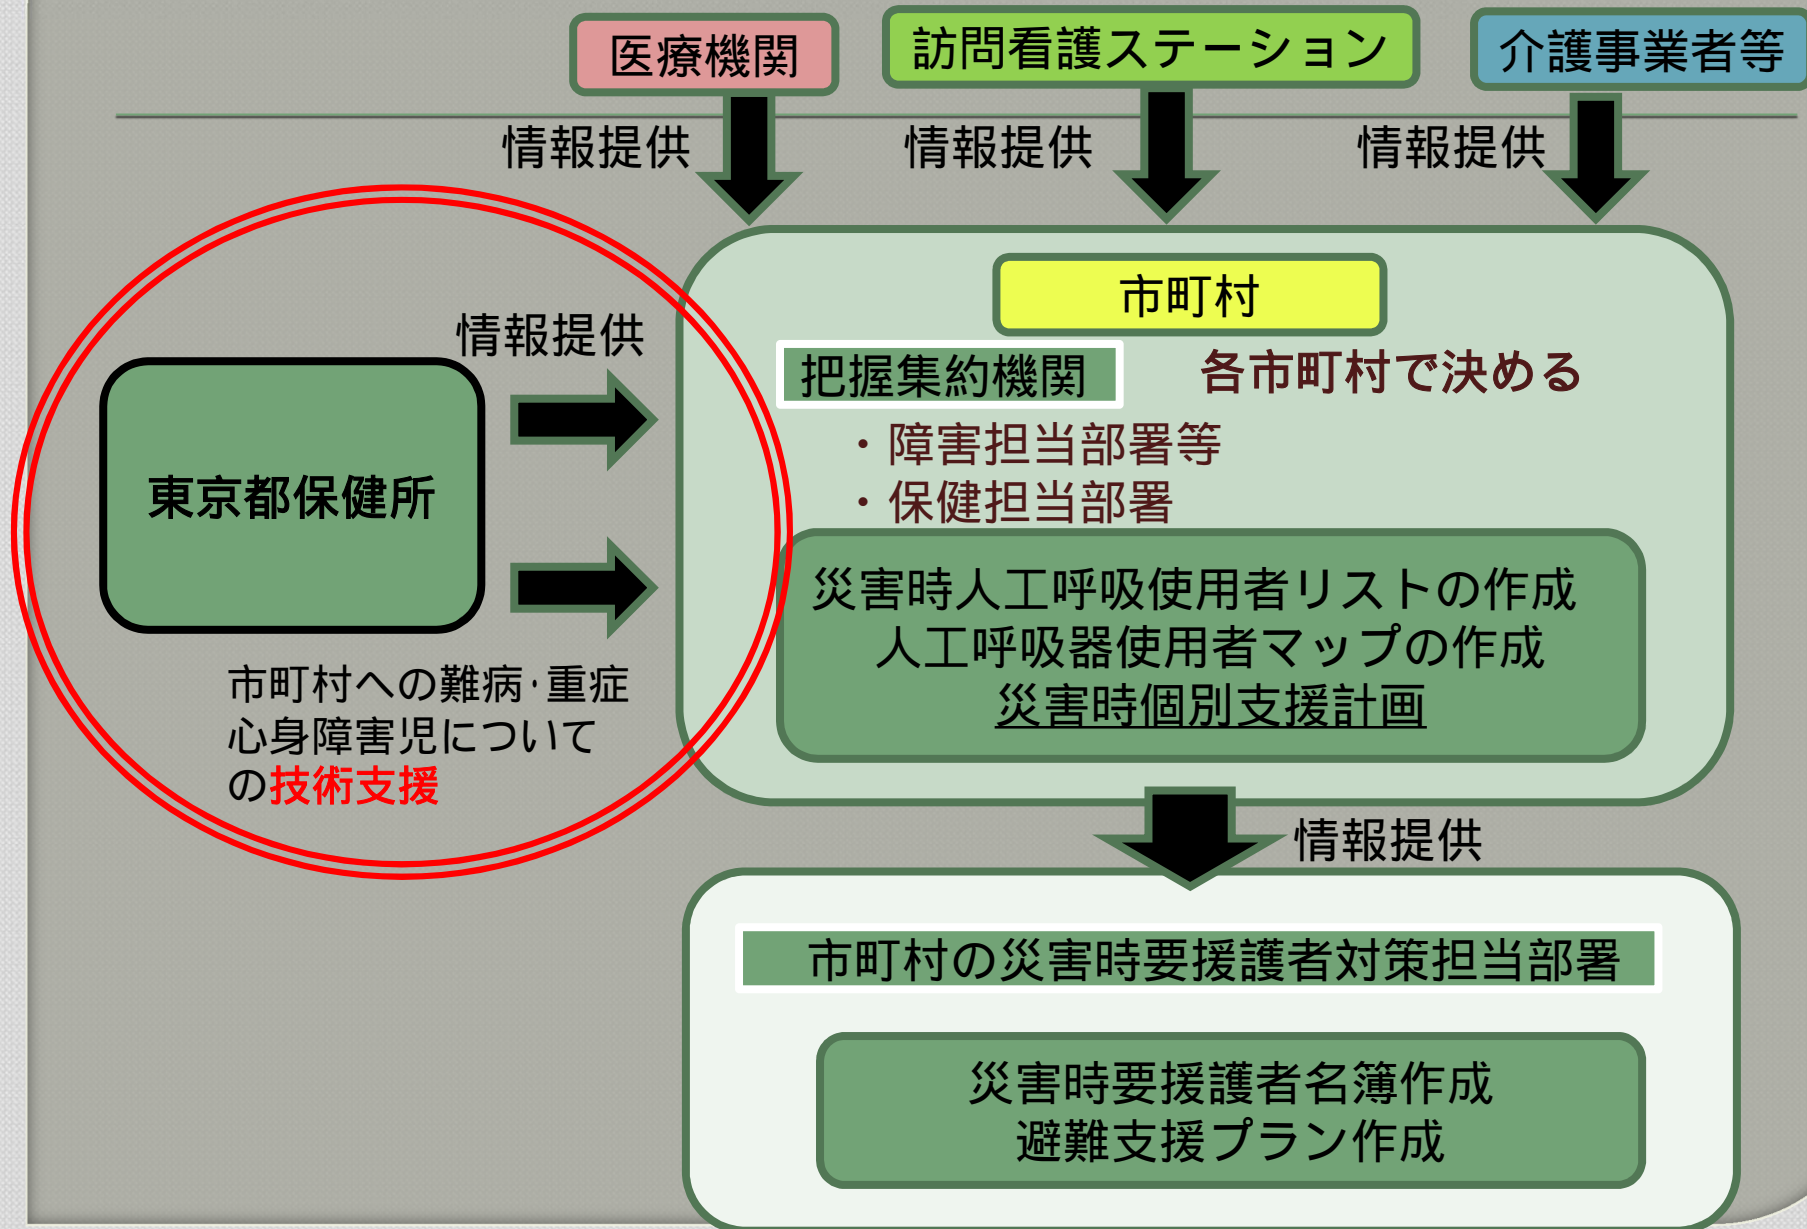 医療機関
訪問看護ステーション
介護事業者等
情報提供
情報提供
情報提供
市町村
情報提供
把握集約機関
各市町村で決める
・障害担当部署等
・保健担当部署
東京都保健所
災害時人工呼吸使用者リストの作成
人工呼吸器使用者マップの作成
災害時個別支援計画
市町村への難病・重症
心身障害児について
の技術支援
情報提供
市町村の災害時要援護者対策担当部署
災害時要援護者名簿作成
避難支援プラン作成